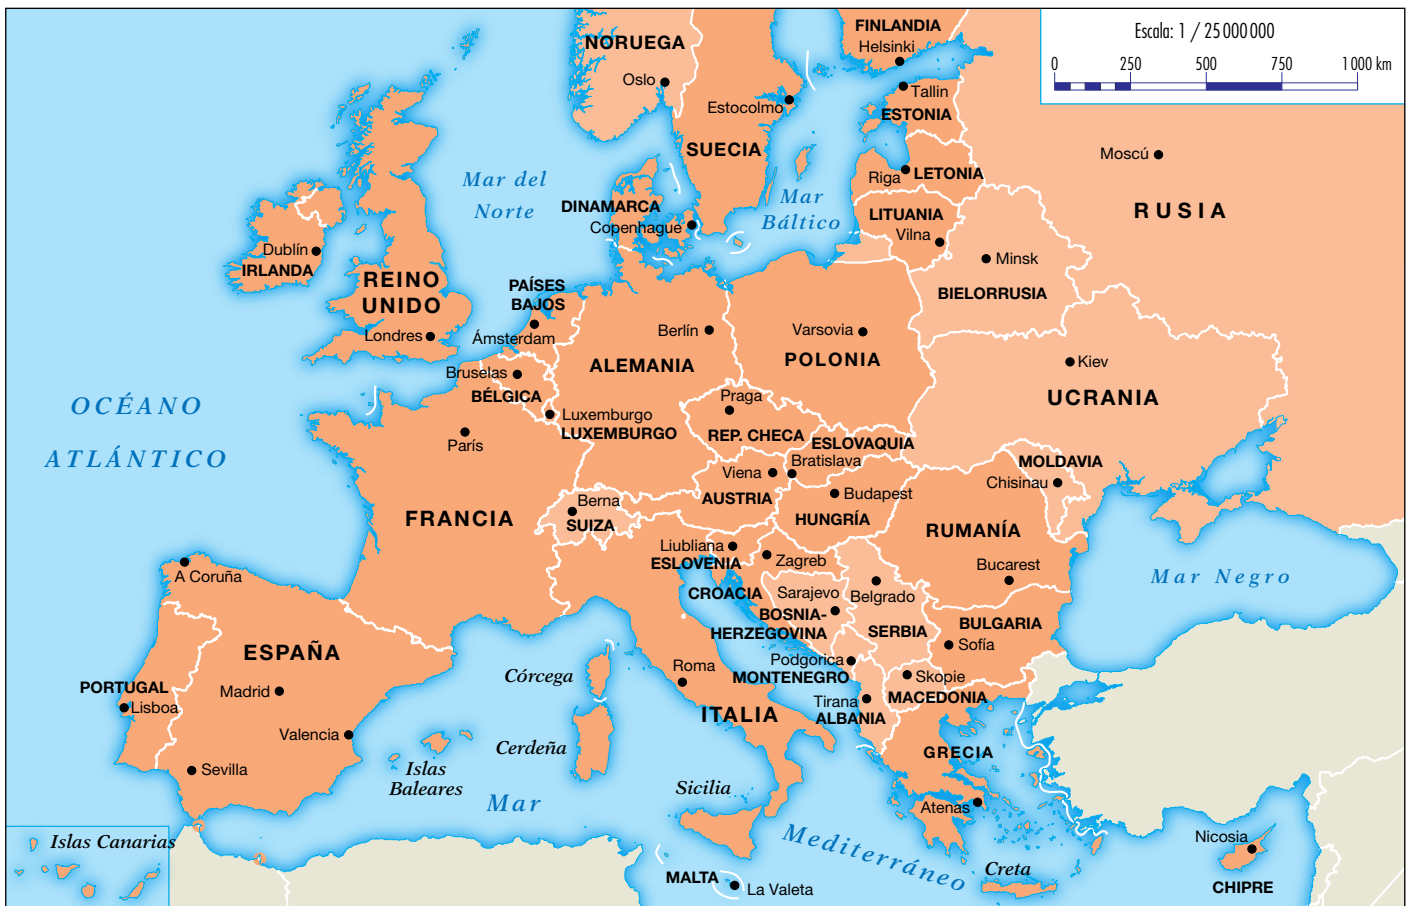 Escala: 1 / 25 000 000
0 250 500 750 1 000 km
FINLANDIA
Helsinki
NORUEGA
Oslo
Estocolmo
SUECIA
Tallin
ESTONIA
Riga
LETONIA
Moscú
RUSIA
Mar del
Norte
Mar
Báltico
DINAMARCA
Copenhague
LITUANIA
Vilna
Minsk
BIELORRUSIA
Dublín
IRLANDA
REINO
UNIDO
Londres
PAÍSES
BAJOS
Ámsterdam
Berlín
ALEMANIA
Varsovia
POLONIA
Kiev
UCRANIA
Bruselas
BÉLGICA
Luxemburgo
LUXEMBURGO
OCÉANO
ATLÁNTICO
París
FRANCIA
Praga
REP. CHECA
ESLOVAQUIA
Bratislava
Viena
AUSTRIA
Budapest
HUNGRÍA
MOLDAVIA
Chisinau
RUMANÍA
Bucarest
Berna
SUIZA
Liubliana
ESLOVENIA
Zagreb
CROACIA
Sarajevo
BOSNIA-
HERZEGOVINA
Belgrado
SERBIA
BULGARIA
Sofía
Mar Negro
A Coruña
ESPAÑA
Madrid
PORTUGAL
Lisboa
Valencia
Sevilla
Córcega
Cerdeña
Roma
ITALIA
Podgorica
MONTENEGRO
Skopie
MACEDONIA
Tirana
ALBANIA
GRECIA
Atenas
Islas
Baleares
Mar
Mediterráneo
Sicilia
Islas Canarias
MALTA
La Valeta
Creta
Nicosia
CHIPRE